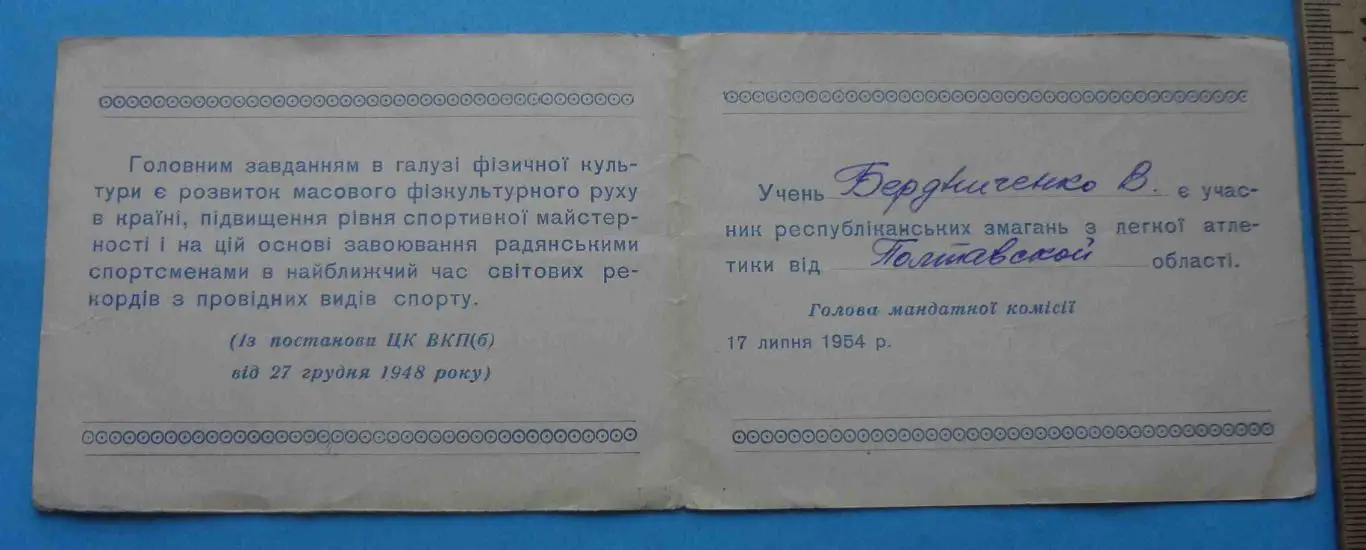 Головним завданням в галузі фізичної куль-
тури є розвиток масового фізкультурного руху
в країні, підвищення рівня спортивної майстер-
ності і на цій основі завоювання радянськими
спортсменами в найближчий час світових ре-
кордів з провідних видів спорту.
(Із постанови ЦК ВКП(б)
від 27 грудня 1948 року)
Учень Бердниченко В. є учас-
ник республіканських змагань з легкої атле-
тики від Полтавской області.
Голова мандатної комісії
17 липня 1954 р.